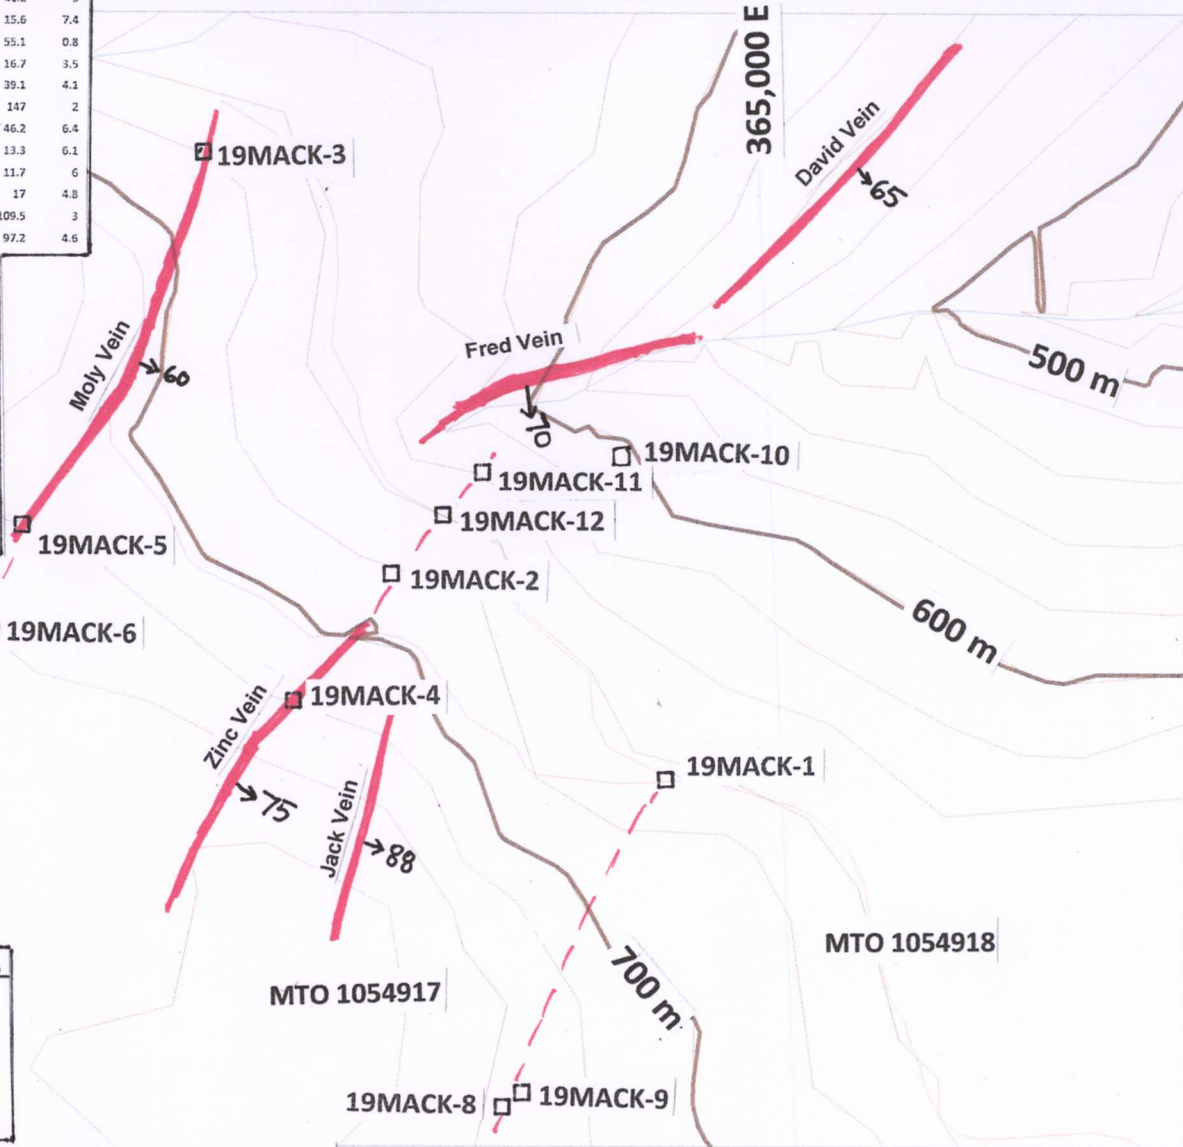 15.6 7.4
55.1 0.8
16.7 3.5
39.1 4.1
147 2
46.2 6.4
13.3 6.1
11.7 6
17 4.8
109.5 3
97.2 4.6
365,000 E
David Vein
65
19MACK-3
Moly Vein
60
Fred Vein
70
500 m
19MACK-10
19MACK-11
19MACK-12
19MACK-5
19MACK-2
19MACK-6
600 m
19MACK-4
Zinc Vein
75
Jack Vein
88
19MACK-1
MTO 1054918
MTO 1054917
700 m
19MACK-8
19MACK-9